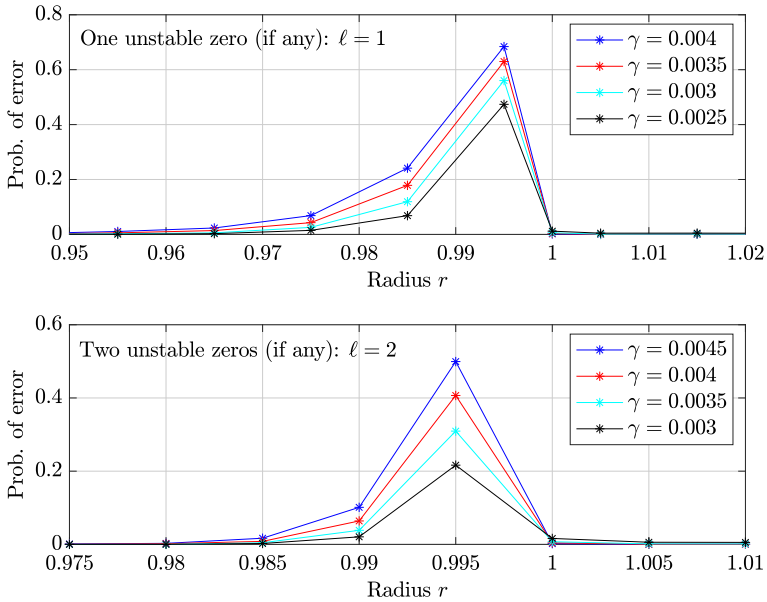 0.8
0.6
0.4
0.2
0
Prob. of error
One unstable zero (if any): ℓ = 1
γ = 0.004
γ = 0.0035
γ = 0.003
γ = 0.0025
0.95 0.96 0.97 0.98 0.99 1 1.01 1.02
Radius r
0.6
0.4
0.2
0
Prob. of error
Two unstable zeros (if any): ℓ = 2
γ = 0.0045
γ = 0.004
γ = 0.0035
γ = 0.003
0.975 0.98 0.985 0.99 0.995 1 1.005 1.01
Radius r